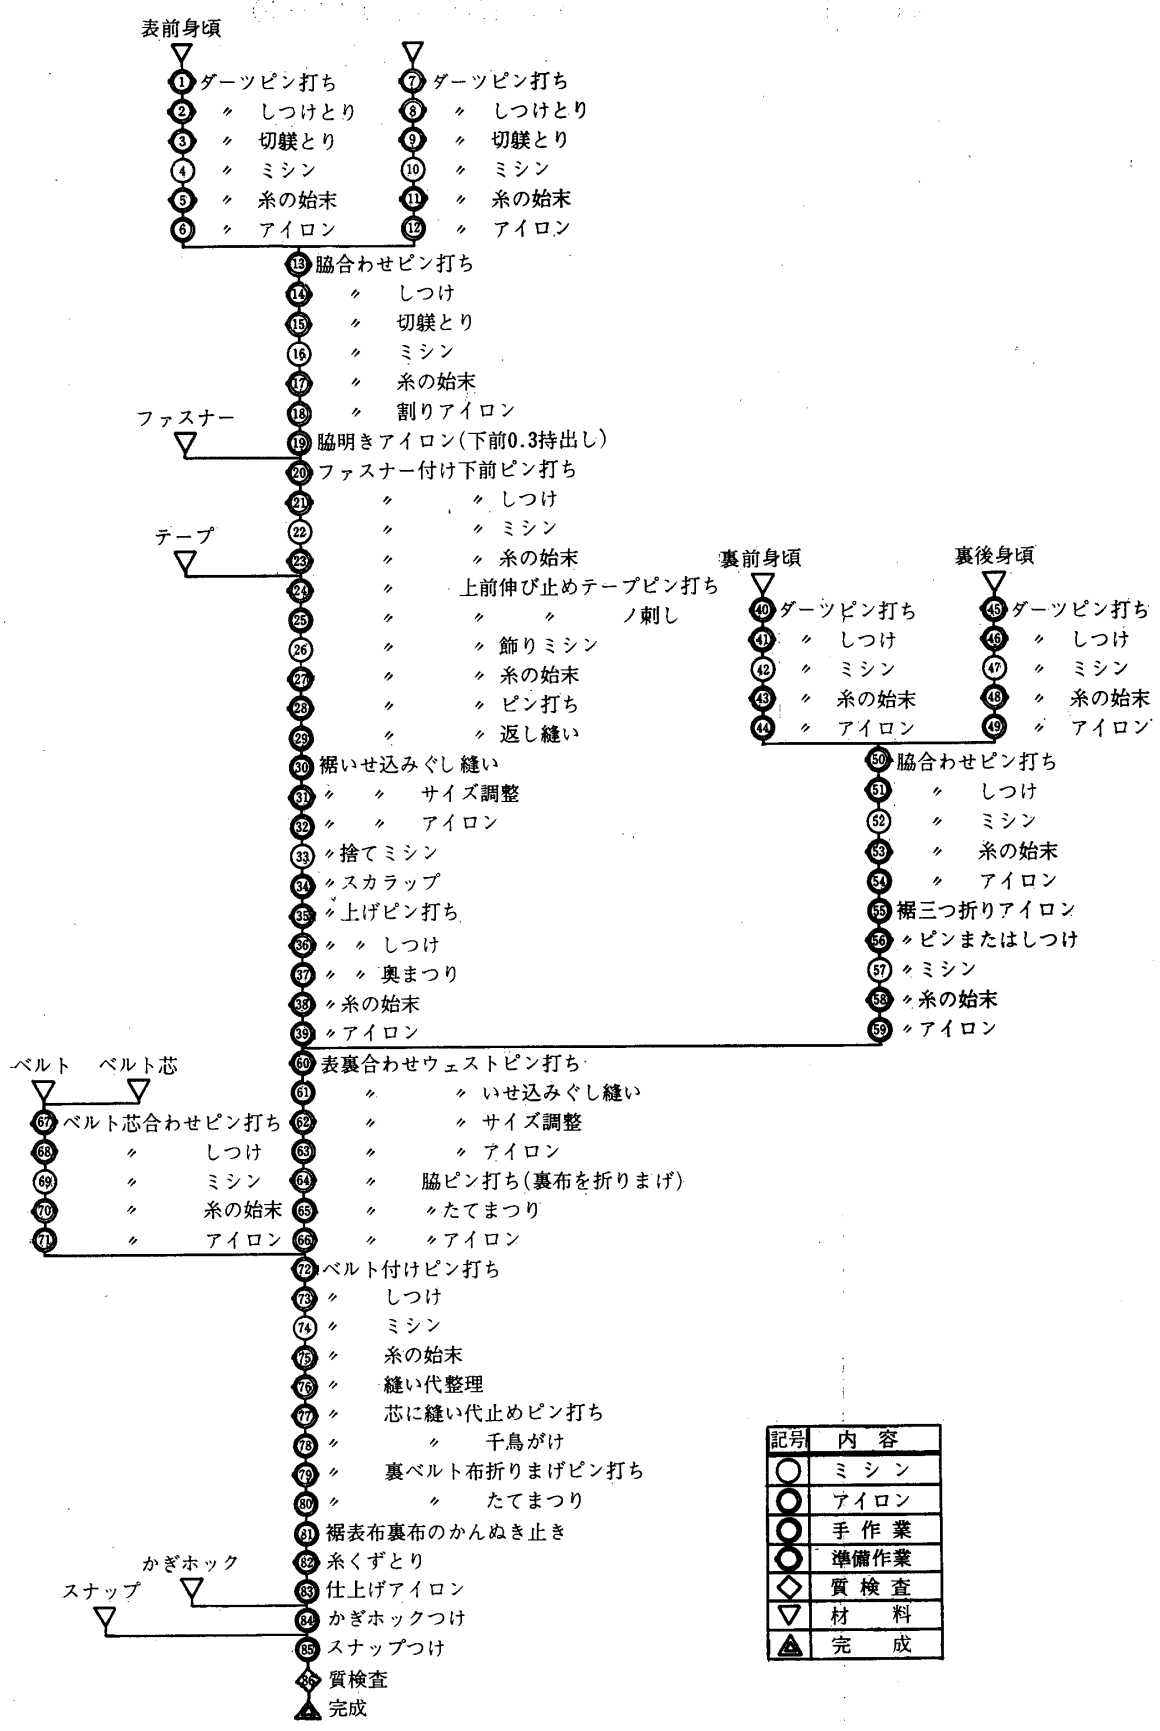 表前身頃
① ダーツピン打ち
② 〃 しつけとり
③ 〃 切躾とり
④ 〃 ミシン
⑤ 〃 糸の始末
⑥ 〃 アイロン
⑦ ダーツピン打ち
⑧ 〃 しつけとり
⑨ 〃 切躾とり
⑩ 〃 ミシン
⑪ 〃 糸の始末
⑫ 〃 アイロン
⑬ 脇合わせピン打ち
⑭ 〃 しつけ
⑮ 〃 切躾とり
⑯ 〃 ミシン
⑰ 〃 糸の始末
⑱ 〃 割りアイロン
ファスナー
⑲ 脇明きアイロン(下前0.3持出し)
⑳ ファスナー付け下前ピン打ち
㉑ 〃 〃 しつけ
㉒ 〃 〃 ミシン
テープ
㉓ 〃 〃 糸の始末
㉔ 〃 上前伸び止めテープピン打ち
㉕ 〃 〃 〃 ノ刺し
㉖ 〃 〃 飾りミシン
㉗ 〃 〃 糸の始末
㉘ 〃 〃 ピン打ち
㉙ 〃 〃 返し縫い
㉚ 裾いせ込みぐし縫い
㉛ 〃 〃 サイズ調整
㉜ 〃 〃 アイロン
㉝ 〃捨てミシン
㉞ 〃スカラップ
㉟ 〃上げピン打ち
㊱ 〃 〃 しつけ
㊲ 〃 〃 奥まつり
㊳ 〃糸の始末
㊴ 〃アイロン
裏前身頃
㊵ ダーツピン打ち
㊶ 〃 しつけ
㊷ 〃 ミシン
㊸ 〃 糸の始末
㊹ 〃 アイロン
裏後身頃
㊺ ダーツピン打ち
㊻ 〃 しつけ
㊼ 〃 ミシン
㊽ 〃 糸の始末
㊾ 〃 アイロン
㊿ 脇合わせピン打ち
51 〃 しつけ
52 〃 ミシン
53 〃 糸の始末
54 〃 アイロン
55 裾三つ折りアイロン
56 〃ピンまたはしつけ
57 〃ミシン
58 〃糸の始末
59 〃アイロン
60 表裏合わせウェストピン打ち
61 〃 〃 いせ込みぐし縫い
62 〃 〃 サイズ調整
63 〃 〃 アイロン
64 〃 脇ピン打ち(裏布を折りまげ)
65 〃 〃たてまつり
66 〃 〃アイロン
ベルト ベルト芯
67 ベルト芯合わせピン打ち
68 〃 しつけ
69 〃 ミシン
70 〃 糸の始末
71 〃 アイロン
72 ベルト付けピン打ち
73 〃 しつけ
74 〃 ミシン
75 〃 糸の始末
76 〃 縫い代整理
77 〃 芯に縫い代止めピン打ち
78 〃 〃 千鳥がけ
79 〃 裏ベルト布折りまげピン打ち
80 〃 〃 たてまつり
81 裾表布裏布のかんぬき止き
82 糸くずとり
かぎホック
83 仕上げアイロン
スナップ
84 かぎホックつけ
85 スナップつけ
86 質検査
完成
記号 内容
ミシン
アイロン
手作業
準備作業
質検査
材料
完成